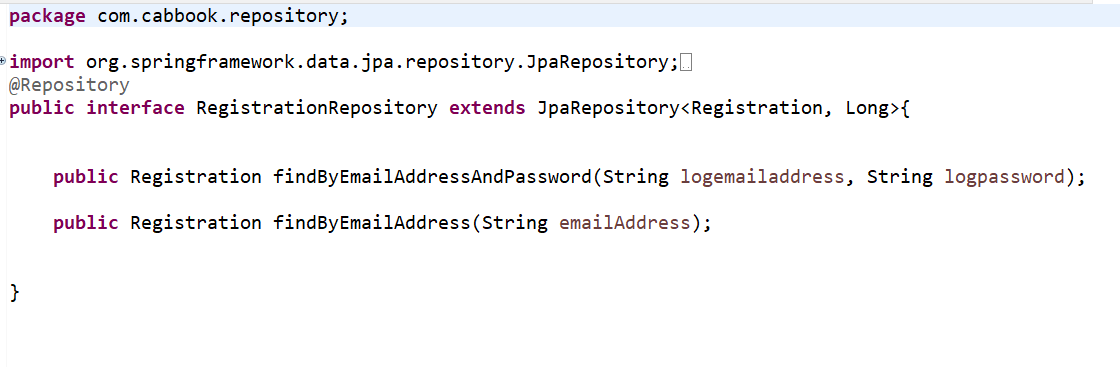 package com.cabbook.repository;
import org.springframework.data.jpa.repository.JpaRepository;
@Repository
public interface RegistrationRepository extends JpaRepository<Registration, Long>{
public Registration findByEmailAddressAndPassword(String logemailaddress, String logpassword);
public Registration findByEmailAddress(String emailAddress);
}